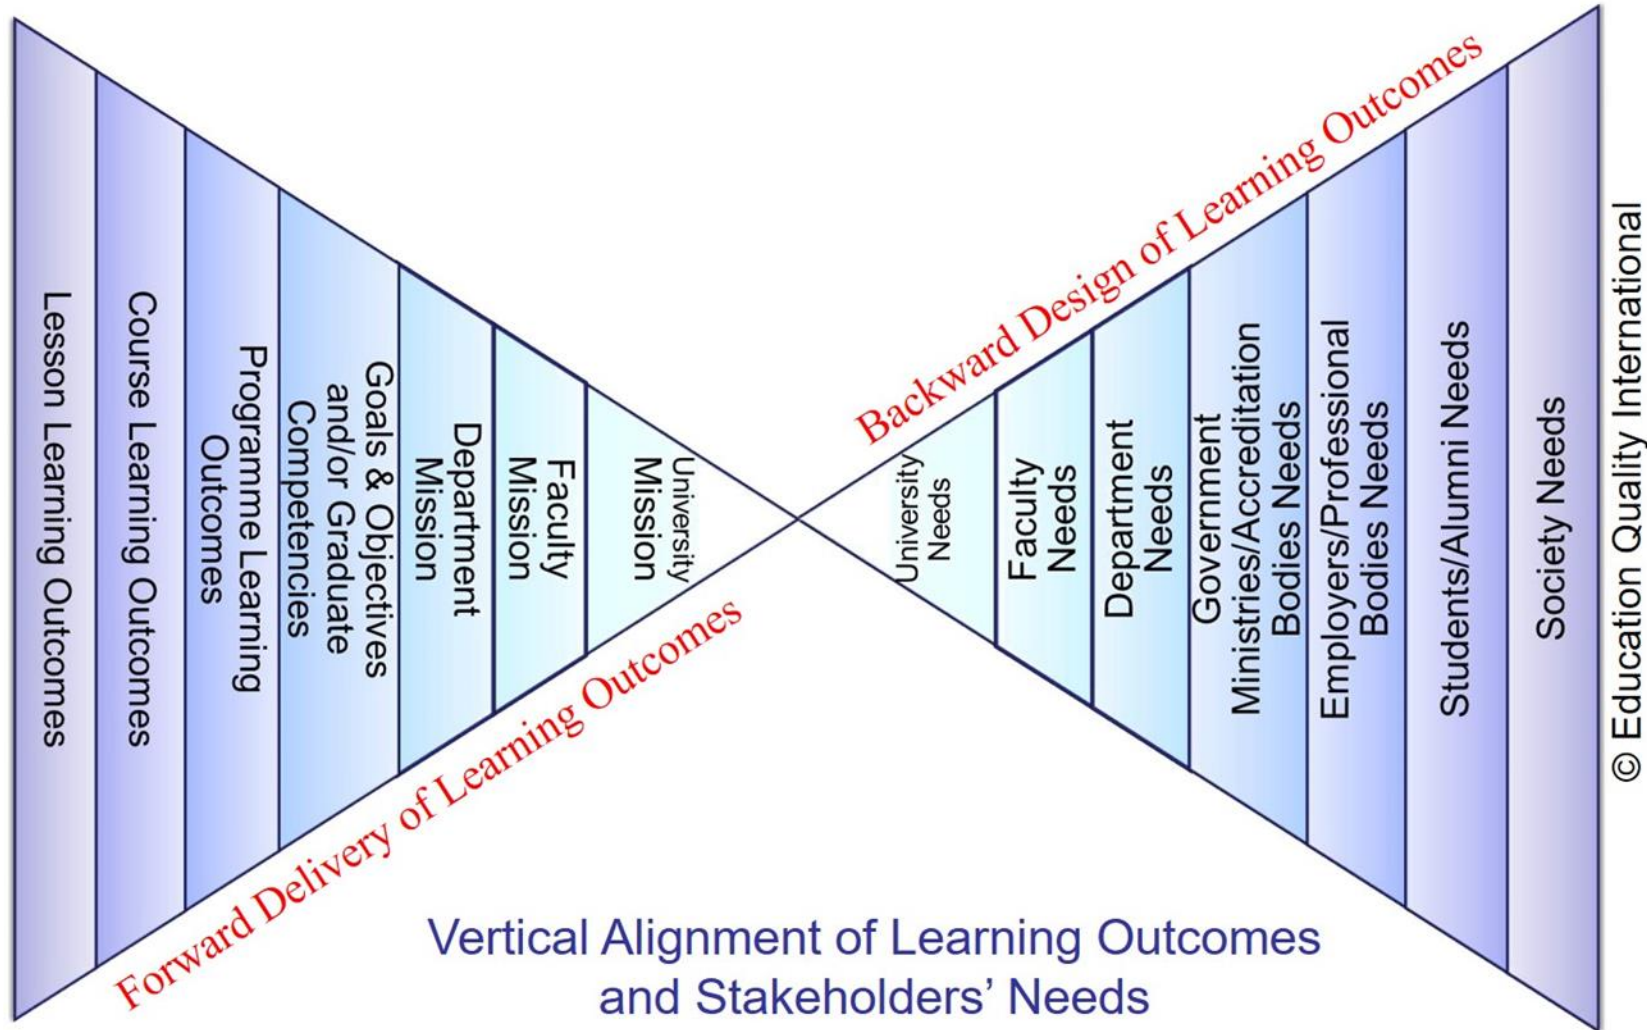 Lesson Learning Outcomes
Course Learning Outcomes
Programme Learning
Outcomes
Goals & Objectives
and/or Graduate
Competencies
Department
Mission
Faculty
Mission
University
Mission
Forward Delivery of Learning Outcomes
Backward Design of Learning Outcomes
University
Needs
Faculty
Needs
Department
Needs
Government
Ministries/Accreditation
Bodies Needs
Employers/Professional
Bodies Needs
Students/Alumni Needs
Society Needs
© Education Quality International
Vertical Alignment of Learning Outcomes
and Stakeholders’ Needs